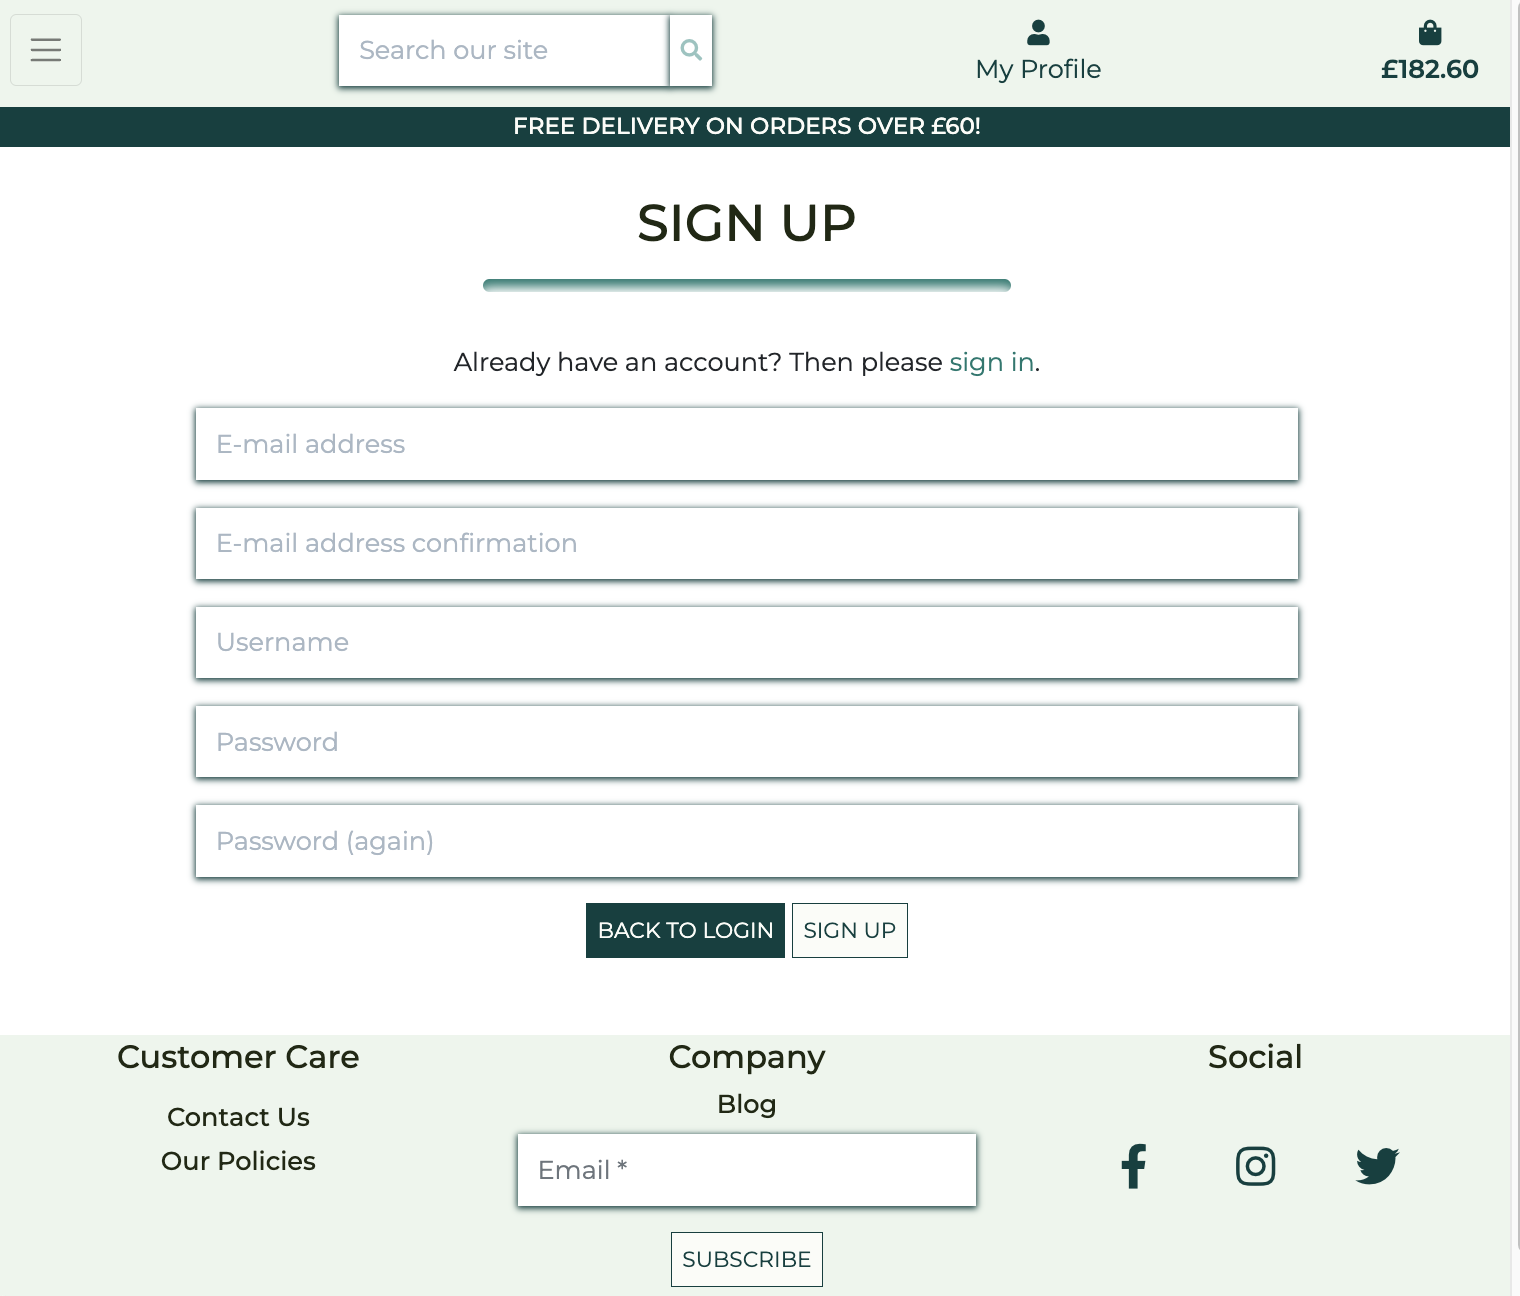 Search our site
My Profile
£182.60
FREE DELIVERY ON ORDERS OVER £60!
SIGN UP
Already have an account? Then please sign in.
E-mail address
E-mail address confirmation
Username
Password
Password (again)
BACK TO LOGIN
SIGN UP
Customer Care
Contact Us
Our Policies
Company
Blog
Email *
SUBSCRIBE
Social